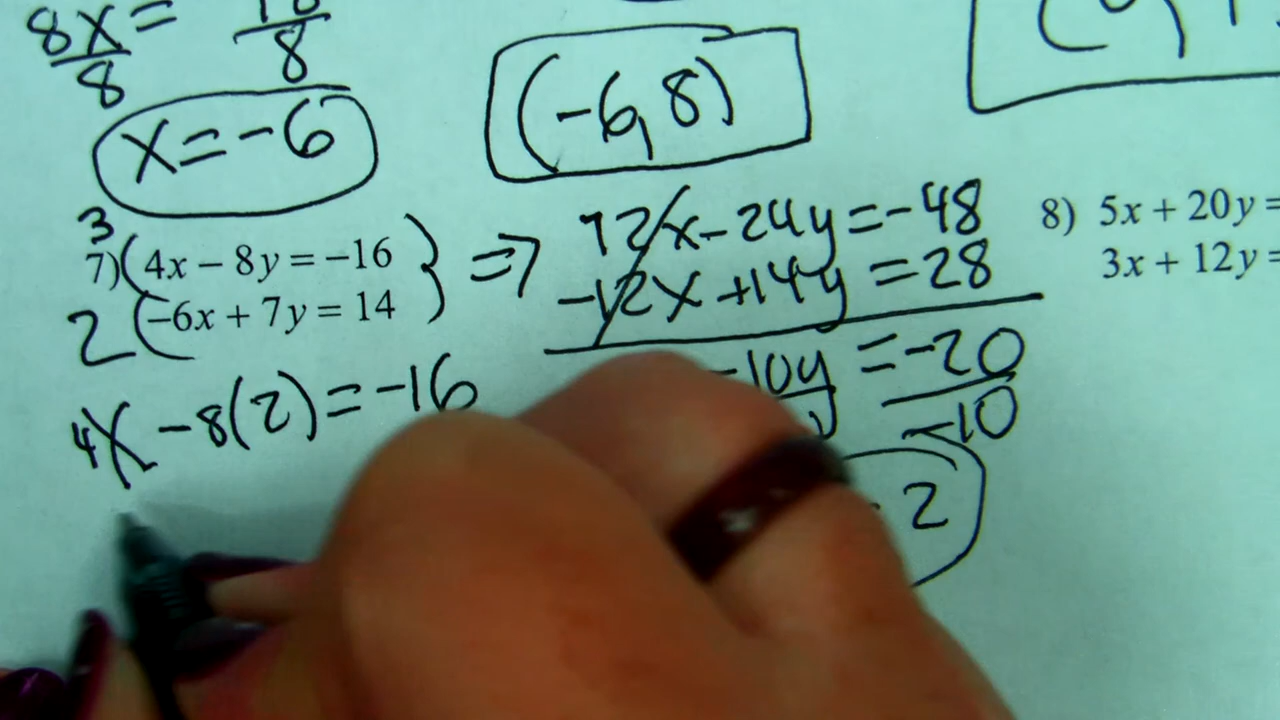 8x =
8 8
x = -6
(-6, 8)
3
7) (4x - 8y = -16
2 (-6x + 7y = 14
} => 12x - 24y = -48
-12x + 14y = 28
-10y = -20
-10
2
4x - 8(2) = -16
8) 5x + 20y =
3x + 12y =